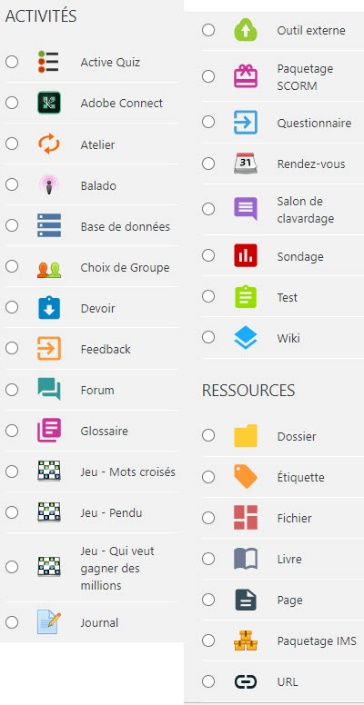 ACTIVITÉS
Active Quiz
Adobe Connect
Atelier
Balado
Base de données
Choix de Groupe
Devoir
Feedback
Forum
Glossaire
Jeu - Mots croisés
Jeu - Pendu
Jeu - Qui veut
gagner des
millions
Journal
Outil externe
Paquetage
SCORM
Questionnaire
31
Rendez-vous
Salon de
clavardage
Sondage
Test
Wiki
RESSOURCES
Dossier
Étiquette
Fichier
Livre
Page
Paquetage IMS
URL